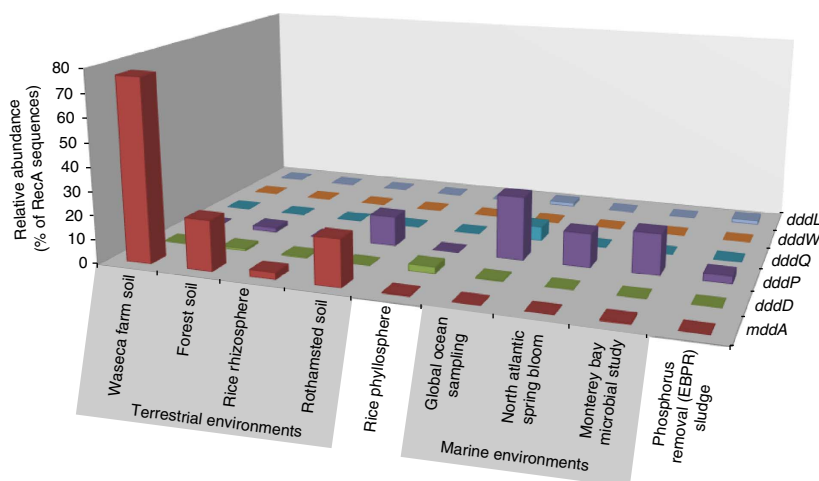 Relative abundance
(% of RecA sequences)
80
70
60
50
40
30
20
10
0
dddL
dddW
dddQ
dddP
dddD
mddA
Waseca farm soil
Forest soil
Rice rhizosphere
Rothamsted soil
Rice phyllosphere
Global ocean
sampling
North atlantic
spring bloom
Monterey bay
microbial study
Phosphorus
removal (EBPR)
sludge
Terrestrial environments
Marine environments